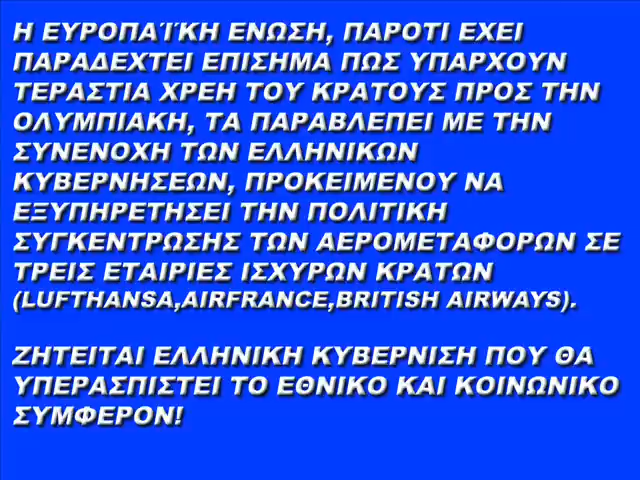 Η ΕΥΡΟΠΑΊΚΗ ΕΝΩΣΗ, ΠΑΡΟΤΙ ΕΧΕΙ
ΠΑΡΑΔΕΧΤΕΙ ΕΠΙΣΗΜΑ ΠΩΣ ΥΠΑΡΧΟΥΝ
ΤΕΡΑΣΤΙΑ ΧΡΕΗ ΤΟΥ ΚΡΑΤΟΥΣ ΠΡΟΣ ΤΗΝ
ΟΛΥΜΠΙΑΚΗ, ΤΑ ΠΑΡΑΒΛΕΠΕΙ ΜΕ ΤΗΝ
ΣΥΝΕΝΟΧΗ ΤΩΝ ΕΛΛΗΝΙΚΩΝ
ΚΥΒΕΡΝΗΣΕΩΝ, ΠΡΟΚΕΙΜΕΝΟΥ ΝΑ
ΕΞΥΠΗΡΕΤΗΣΕΙ ΤΗΝ ΠΟΛΙΤΙΚΗ
ΣΥΓΚΕΝΤΡΩΣΗΣ ΤΩΝ ΑΕΡΟΜΕΤΑΦΟΡΩΝ ΣΕ
ΤΡΕΙΣ ΕΤΑΙΡΙΕΣ ΙΣΧΥΡΩΝ ΚΡΑΤΩΝ
(LUFTHANSA,AIRFRANCE,BRITISH AIRWAYS).
ΖΗΤΕΙΤΑΙ ΕΛΛΗΝΙΚΗ ΚΥΒΕΡΝΙΣΗ ΠΟΥ ΘΑ
ΥΠΕΡΑΣΠΙΣΤΕΙ ΤΟ ΕΘΝΙΚΟ ΚΑΙ ΚΟΙΝΩΝΙΚΟ
ΣΥΜΦΕΡΟΝ!